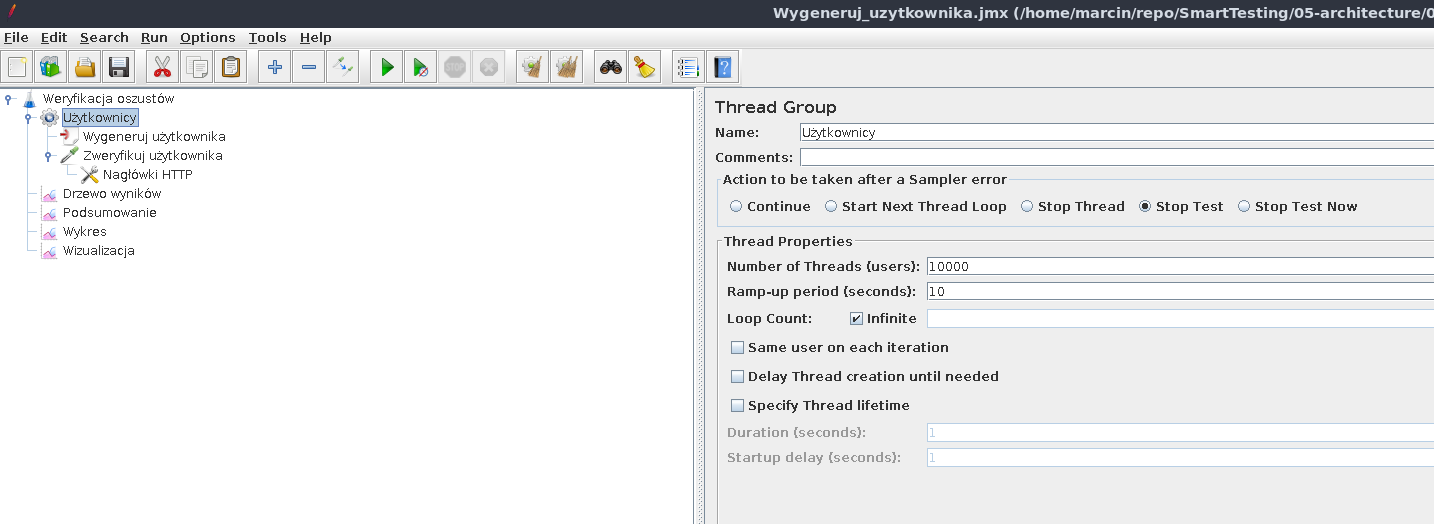 Wygeneruj_uzytkownika.jmx (/home/marcin/repo/SmartTesting/05-architecture/0
File Edit Search Run Options Tools Help
STOP
Weryfikacja oszustów
Użytkownicy
Wygeneruj użytkownika
Zweryfikuj użytkownika
Nagłówki HTTP
Drzewo wyników
Podsumowanie
Wykres
Wizualizacja
Thread Group
Name: Użytkownicy
Comments:
Action to be taken after a Sampler error
Continue Start Next Thread Loop Stop Thread Stop Test Stop Test Now
Thread Properties
Number of Threads (users): 10000
Ramp-up period (seconds): 10
Loop Count: Infinite
Same user on each iteration
Delay Thread creation until needed
Specify Thread lifetime
Duration (seconds): 1
Startup delay (seconds): 1